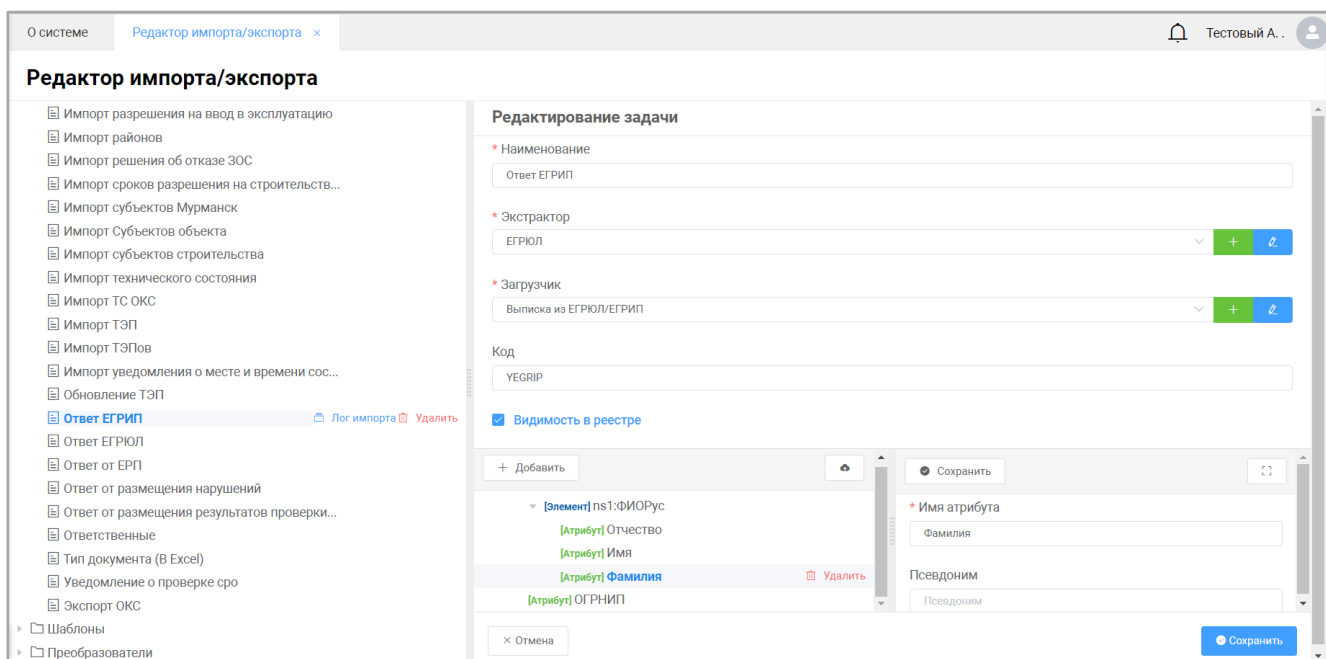 О системе
Редактор импорта/экспорта ×
Тестовый А. .
Редактор импорта/экспорта
Импорт разрешения на ввод в эксплуатацию
Импорт районов
Импорт решения об отказе ЗОС
Импорт сроков разрешения на строительств...
Импорт субъектов Мурманск
Импорт Субъектов объекта
Импорт субъектов строительства
Импорт технического состояния
Импорт ТС ОКС
Импорт ТЭП
Импорт ТЭПов
Импорт уведомления о месте и времени сос...
Обновление ТЭП
Ответ ЕГРИП Лог импорта Удалить
Ответ ЕГРЮЛ
Ответ от ЕРП
Ответ от размещения нарушений
Ответ от размещения результатов проверки...
Ответственные
Тип документа (В Excel)
Уведомление о проверке сро
Экспорт ОКС
Шаблоны
Преобразователи
Редактирование задачи
* Наименование
Ответ ЕГРИП
* Экстрактор
ЕГРЮЛ
* Загрузчик
Выписка из ЕГРЮЛ/ЕГРИП
Код
YEGRIP
Видимость в реестре
+ Добавить
[Элемент] ns1:ФИОРус
[Атрибут] Отчество
[Атрибут] Имя
[Атрибут] Фамилия Удалить
[Атрибут] ОГРНИП
Сохранить
* Имя атрибута
Фамилия
Псевдоним
Псевдоним
× Отмена
Сохранить